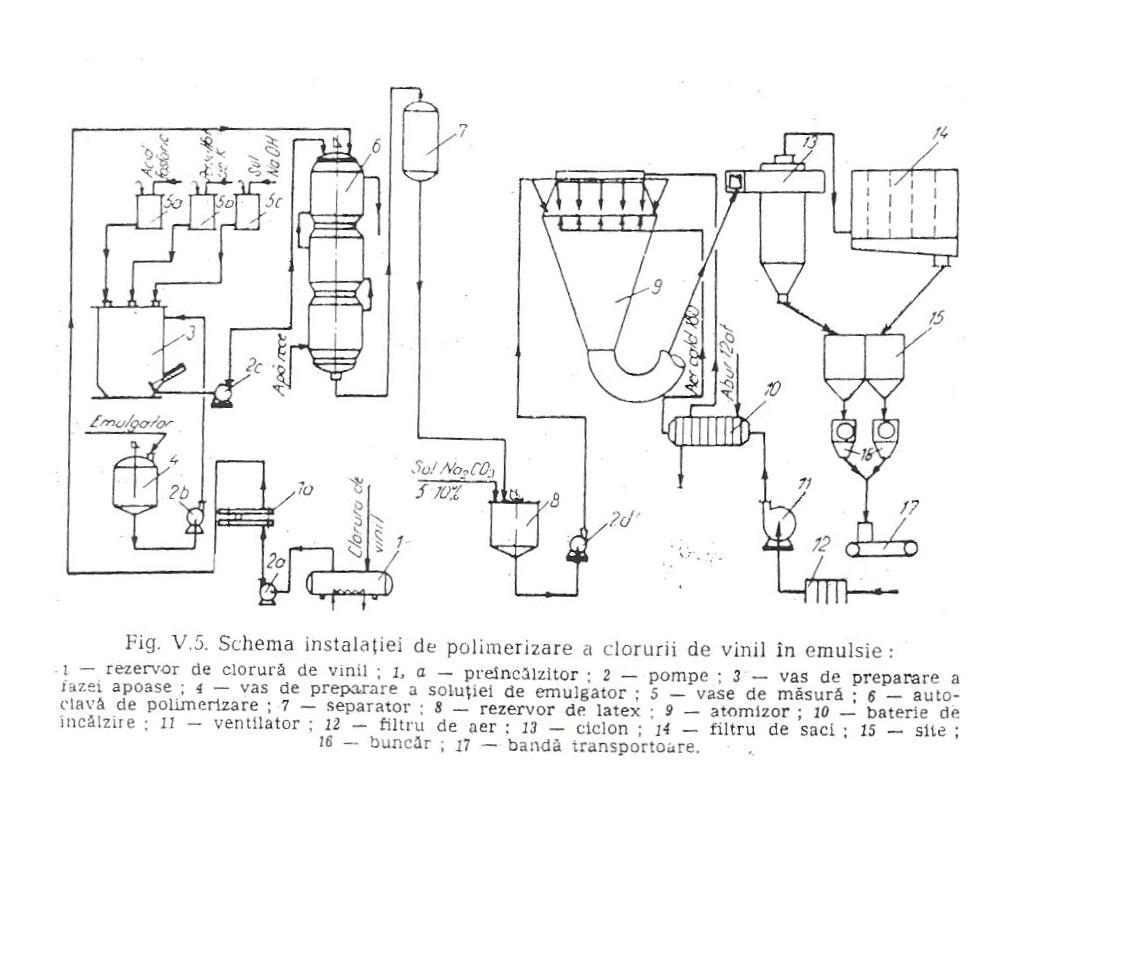 Acid fosforic
Sol NaOH
5a
5b
5c
6
7
13
14
3
9
15
2c
Apă rece
Aer cald 180
Abur 12at
10
Emulgator
4
16
2b
1a
Clorura de vinil
Sol Na₂CO₃
5 10%
8
2d
11
17
2a
1
12
Fig. V.5. Schema instalației de polimerizare a clorurii de vinil în emulsie :
1 — rezervor de clorură de vinil ; 1, a — preîncălzitor ; 2 — pompe ; 3 — vas de preparare a
fazei apoase ; 4 — vas de preparare a soluției de emulgator ; 5 — vase de măsură ; 6 — auto-
clavă de polimerizare ; 7 — separator ; 8 — rezervor de latex ; 9 — atomizor ; 10 — baterie de
încălzire ; 11 — ventilator ; 12 — filtru de aer ; 13 — ciclon ; 14 — filtru de saci ; 15 — site ;
16 — buncăr ; 17 — bandă transportoare.